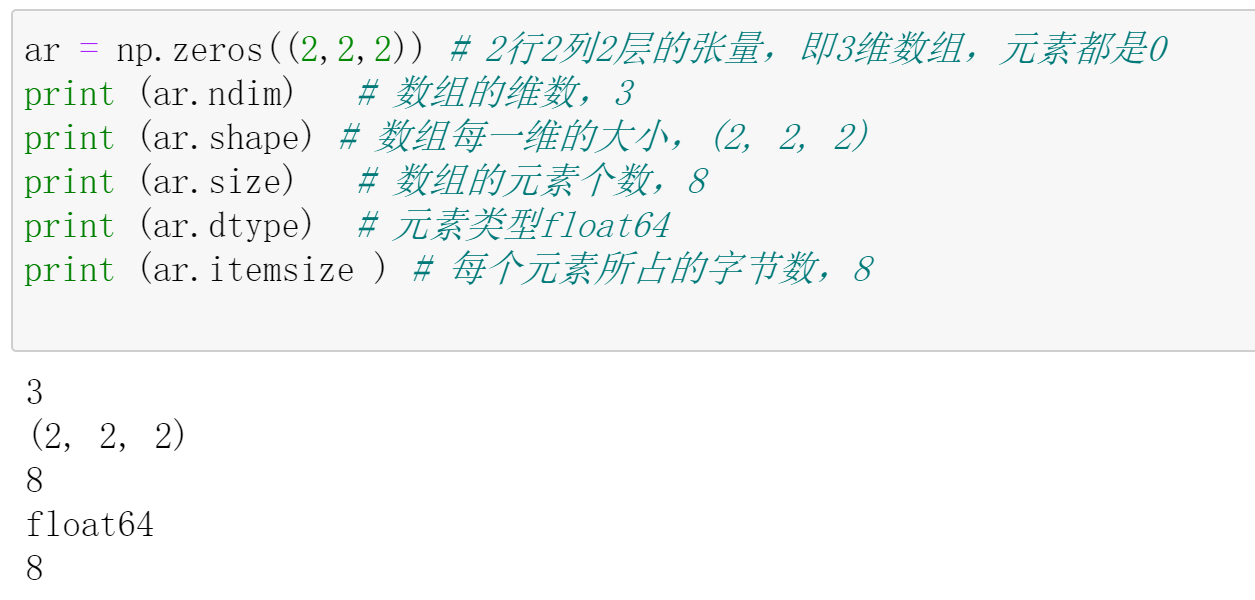 ar = np.zeros((2,2,2)) # 2行2列2层的张量，即3维数组，元素都是0
print (ar.ndim)   # 数组的维数，3
print (ar.shape) # 数组每一维的大小，(2, 2, 2)
print (ar.size)   # 数组的元素个数，8
print (ar.dtype)  # 元素类型float64
print (ar.itemsize ) # 每个元素所占的字节数，8
3
(2, 2, 2)
8
float64
8